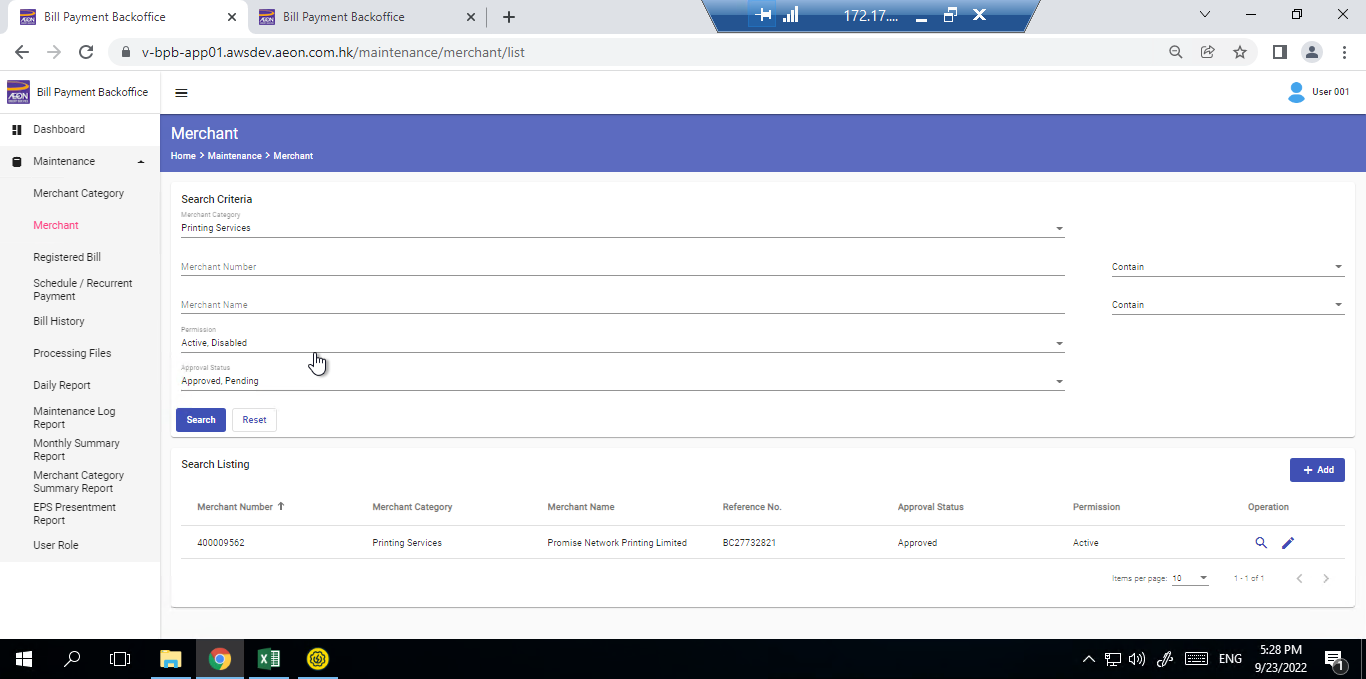 Bill Payment Backoffice
Bill Payment Backoffice
172.17....
v-bpb-app01.awsdev.aeon.com.hk/maintenance/merchant/list
AEON
Bill Payment Backoffice
User 001
Dashboard
Maintenance
Merchant Category
Merchant
Registered Bill
Schedule / Recurrent
Payment
Bill History
Processing Files
Daily Report
Maintenance Log
Report
Monthly Summary
Report
Merchant Category
Summary Report
EPS Presentment
Report
User Role
Merchant
Home > Maintenance > Merchant
Search Criteria
Merchant Category
Printing Services
Merchant Number
Contain
Merchant Name
Contain
Permission
Active, Disabled
Approval Status
Approved, Pending
Search
Reset
Search Listing
+ Add
Merchant Number ↑ Merchant Category Merchant Name Reference No. Approval Status Permission Operation
400009562 Printing Services Promise Network Printing Limited BC27732821 Approved Active
Items per page: 10 1 - 1 of 1
ENG
5:28 PM
9/23/2022
1